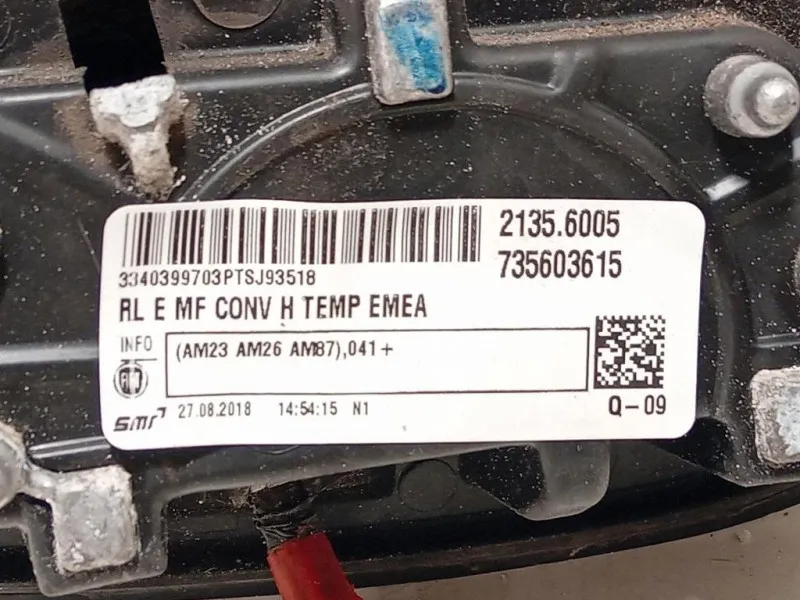 2135.6005
735603615
3340399703PTSJ93518
RL E MF CONV H TEMP EMEA
INFO
(AM23 AM26 AM87),041+
FIAT
smr 27.08.2018 14:54:15 N1
Q-09